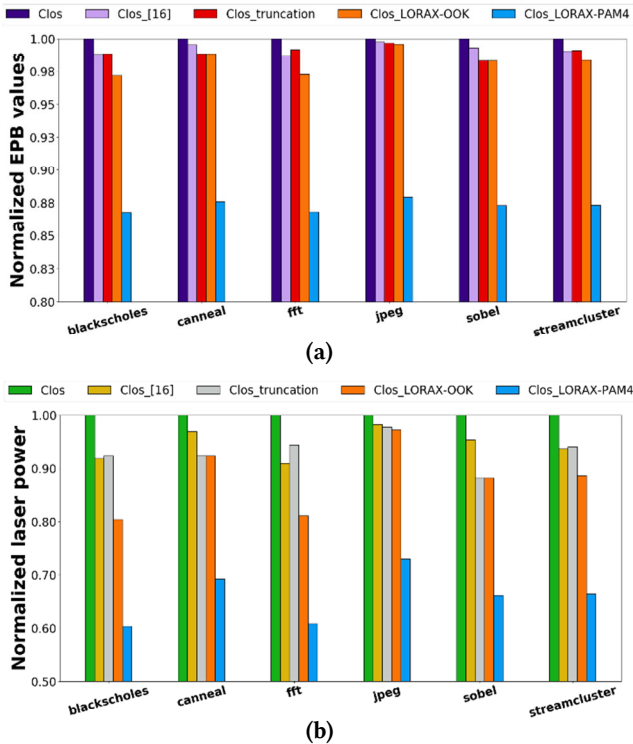 Clos Clos_[16] Clos_truncation Clos_LORAX-OOK Clos_LORAX-PAM4
Normalized EPB values
1.00
0.98
0.95
0.93
0.90
0.88
0.85
0.83
0.80
blackscholes canneal fft jpeg sobel streamcluster
(a)
Clos Clos_[16] Clos_truncation Clos_LORAX-OOK Clos_LORAX-PAM4
Normalized laser power
1.00
0.90
0.80
0.70
0.60
0.50
blackscholes canneal fft jpeg sobel streamcluster
(b)